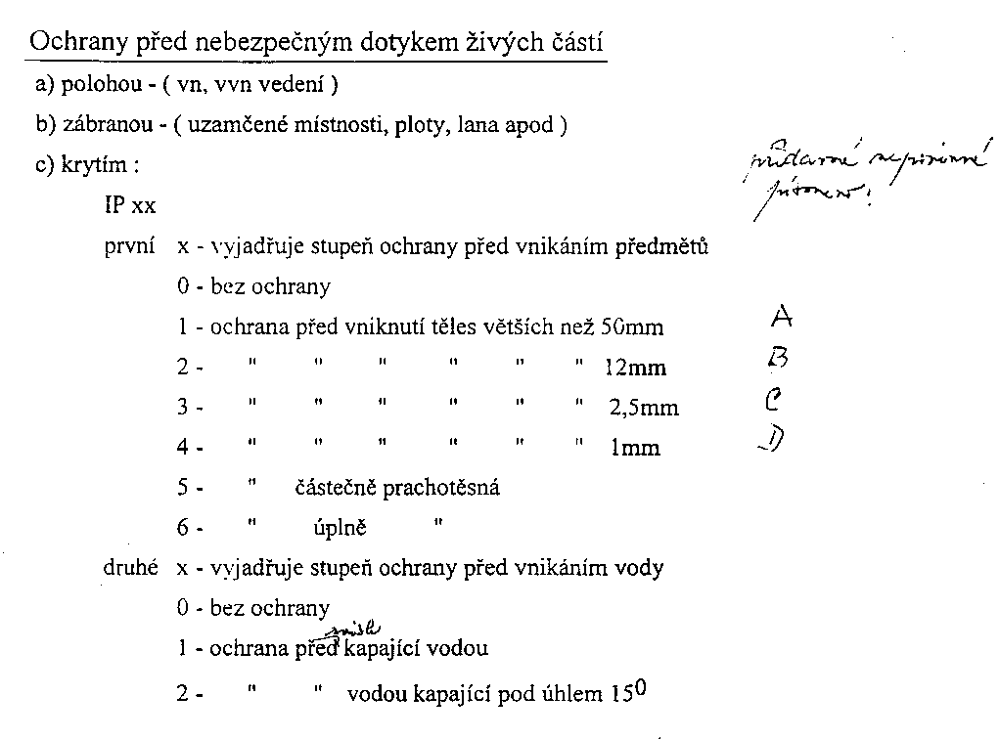 Ochrany před nebezpečným dotykem živých částí
a) polohou - ( vn, vvn vedení )
b) zábranou - ( uzamčené místnosti, ploty, lana apod )
c) krytím :
přídavné nepovinné
písmeno!
IP xx
první x - vyjadřuje stupeň ochrany před vnikáním předmětů
0 - bez ochrany
1 - ochrana před vniknutí těles větších než 50mm A
2 - " " " " " " 12mm B
3 - " " " " " " 2,5mm C
4 - " " " " " " 1mm D
5 - " částečně prachotěsná
6 - " úplně "
druhé x - vyjadřuje stupeň ochrany před vnikáním vody
0 - bez ochrany
svisle
1 - ochrana před kapající vodou
2 - " " vodou kapající pod úhlem 15⁰